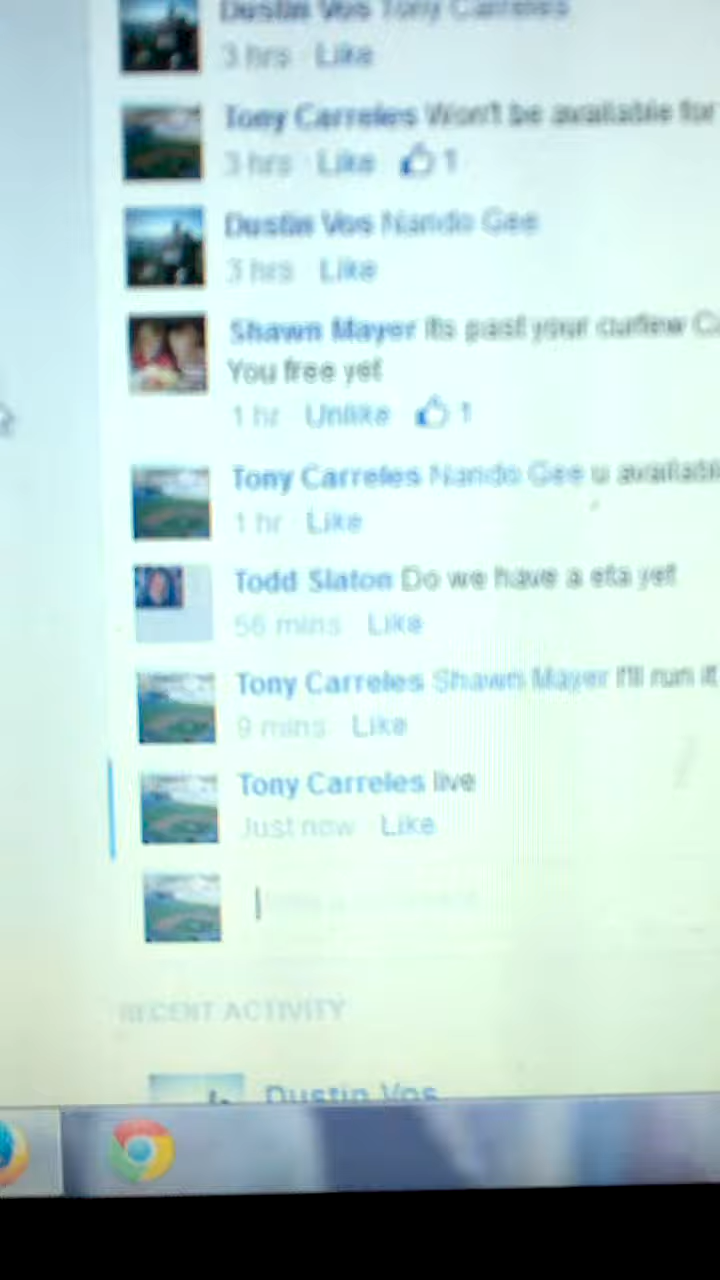 Dustin Vos Tony Carreles
3 hrs · Like
Tony Carreles Won't be available for
3 hrs · Like 1
Dustin Vos Nando Gee
3 hrs · Like
Shawn Mayer Its past your curfew
You free yet
1 hr · Unlike 1
Tony Carreles Nando Gee u
1 hr · Like
Todd Slaton Do we have a eta yet
56 mins · Like
Tony Carreles Shawn Mayer I'll run it
9 mins · Like
Tony Carreles live
Just now · Like
RECENT ACTIVITY
Dustin Vos